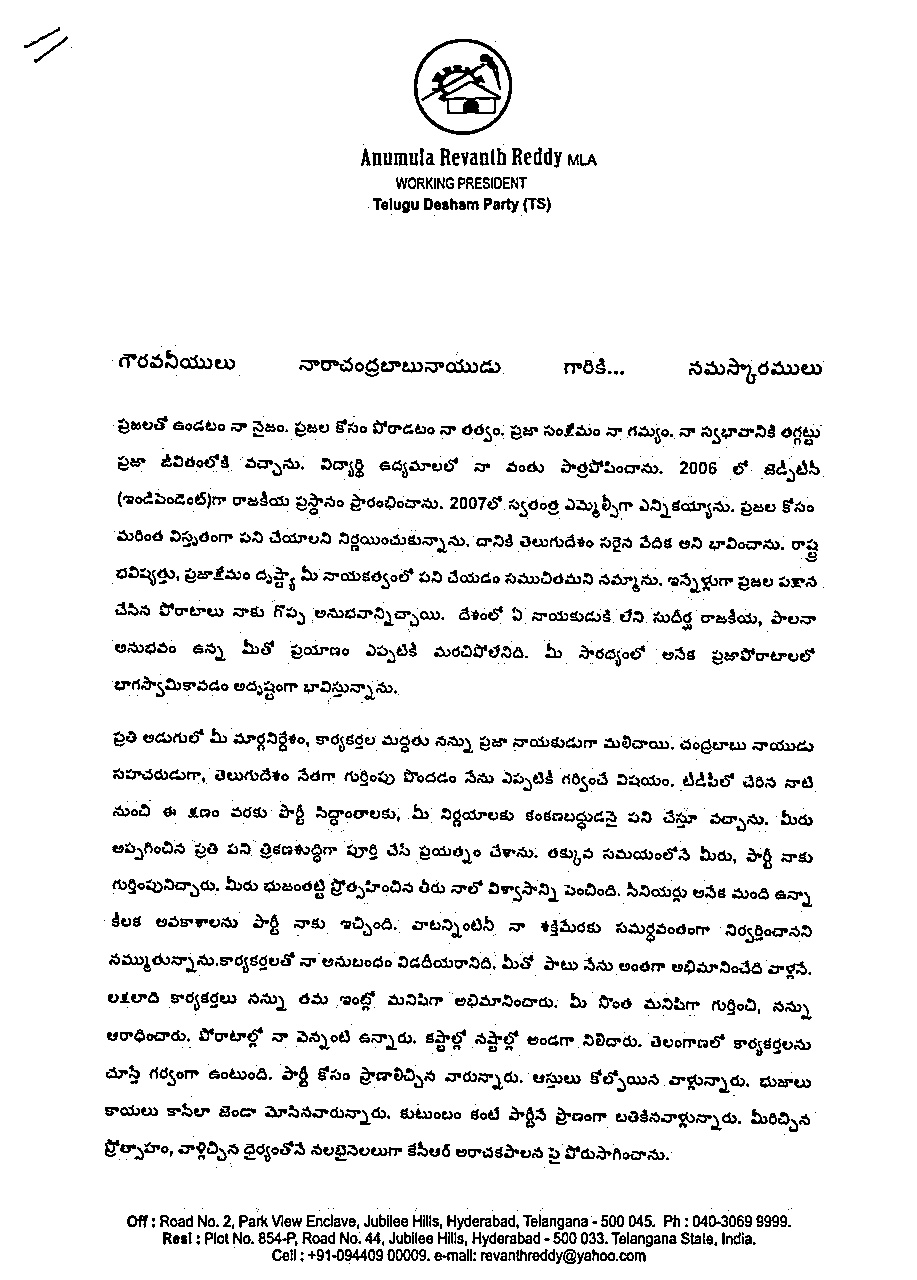 Anumula Revanth Reddy MLA
WORKING PRESIDENT
Telugu Desham Party (TS)
గౌరవనీయులు నారాచంద్రబాబునాయుడు గారికి... నమస్కారములు
ప్రజలతో ఉండటం నా నైజం. ప్రజల కోసం పోరాడటం నా తత్వం. ప్రజా సంక్షేమం నా గమ్యం. నా స్వభావానికి తగ్గట్టు
ప్రజా జీవితంలోకి వచ్చాను. విద్యార్థి ఉద్యమాలలో నా వంతు పాత్రపోషించాను. 2006 లో జెడ్పీటీసీ
(ఇండిపెండెంట్)గా రాజకీయ ప్రస్థానం ప్రారంభించాను. 2007లో స్వతంత్ర ఎమ్మెల్సీగా ఎన్నికయ్యాను. ప్రజల కోసం
మరింత విస్తృతంగా పని చేయాలని నిర్ణయించుకున్నాను. దానికి తెలుగుదేశం సరైన వేదిక అని భావించాను. రాష్ట్ర
భవిష్యత్తు, ప్రజాక్షేమం దృష్ట్యా మీ నాయకత్వంలో పని చేయడం సముచితమని నమ్మాను. ఇన్నేళ్లుగా ప్రజల పక్షాన
చేసిన పోరాటాలు నాకు గొప్ప అనుభవాన్నిచ్చాయి. దేశంలో ఏ నాయకుడుకి లేని సుదీర్ఘ రాజకీయ, పాలనా
అనుభవం ఉన్న మీతో ప్రయాణం ఎప్పటికీ మరచిపోలేనిది. మీ సారథ్యంలో అనేక ప్రజాపోరాటాలలో
భాగస్వామికావడం అదృష్టంగా భావిస్తున్నాను.
ప్రతి అడుగులో మీ మార్గనిర్దేశం, కార్యకర్తల మద్ధతు నన్ను ప్రజా నాయకుడుగా మలిచాయి. చంద్రబాబు నాయుడు
సహచరుడుగా, తెలుగుదేశం నేతగా గుర్తింపు పొందడం నేను ఎప్పటికీ గర్వించే విషయం. టీడీపీలో చేరిన నాటి
నుంచి ఈ క్షణం వరకు పార్టీ సిద్ధాంతాలకు, మీ నిర్ణయాలకు కంకణబద్ధుడనై పని చేస్తూ వచ్చాను. మీరు
అప్పగించిన ప్రతి పని త్రికణశుద్ధిగా పూర్తి చేసే ప్రయత్నం చేశాను. తక్కువ సమయంలోనే మీరు, పార్టీ నాకు
గుర్తింపునిచ్చారు. మీరు భుజంతట్టి ప్రోత్సహించిన తీరు నాలో విశ్వాసాన్ని పెంచింది. సీనియర్లు అనేక మంది ఉన్నా
కీలక అవకాశాలను పార్టీ నాకు ఇచ్చింది. వాటన్నింటినీ నా శక్తిమేరకు సమర్ధవంతంగా నిర్వర్తించానని
నమ్ముతున్నాను.కార్యకర్తలతో నా అనుబంధం విడదీయరానిది. మీతో పాటు నేను అంతగా అభిమానించేది వాళ్లనే.
లక్షలాది కార్యకర్తలు నన్ను తమ ఇంట్లో మనిషిగా అభిమానించారు. మీ సొంత మనిషిగా గుర్తించి, నన్ను
ఆరాధించారు. పోరాటాల్లో నా వెన్నంటి ఉన్నారు. కష్టాల్లో నష్టాల్లో అండగా నిలిచారు. తెలంగాణలో కార్యకర్తలను
చూస్తే గర్వంగా ఉంటుంది. పార్టీ కోసం ప్రాణాలిచ్చిన వారున్నారు. ఆస్తులు కోల్పోయిన వాళ్లున్నారు. భుజాలు
కాయలు కాసేలా జెండా మోసినవారున్నారు. కుటుంబం కంటే పార్టీనే ప్రాణంగా బతికినవాళ్లున్నారు. మీరిచ్చిన
ప్రోత్సాహం, వాళ్లిచ్చిన ధైర్యంతోనే నలభైనెలలుగా కేసీఆర్ అరాచకపాలన పై పోరుసాగించాను.
Off : Road No. 2, Park View Enclave, Jubilee Hills, Hyderabad, Telangana - 500 045. Ph : 040-3069 9999.
Resi : Plot No. 854-P, Road No. 44, Jubilee Hills, Hyderabad - 500 033. Telangana State, India.
Cell : +91-094409 00009. e-mail: revanthreddy@yahoo.com